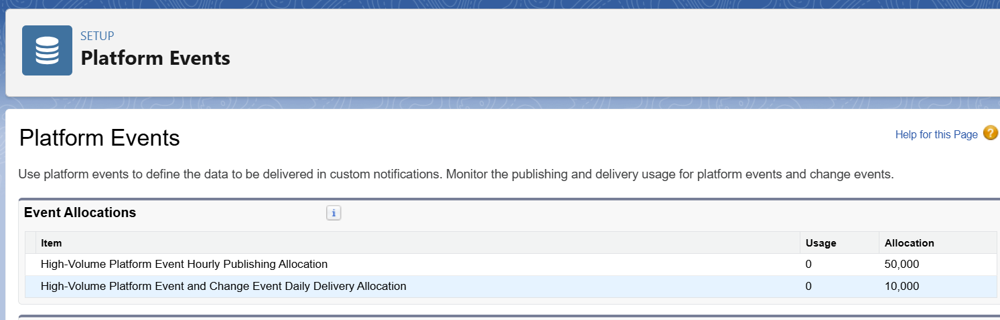 SETUP
Platform Events
Platform Events
Help for this Page ?
Use platform events to define the data to be delivered in custom notifications. Monitor the publishing and delivery usage for platform events and change events.
Event Allocations i
Item Usage Allocation
High-Volume Platform Event Hourly Publishing Allocation 0 50,000
High-Volume Platform Event and Change Event Daily Delivery Allocation 0 10,000